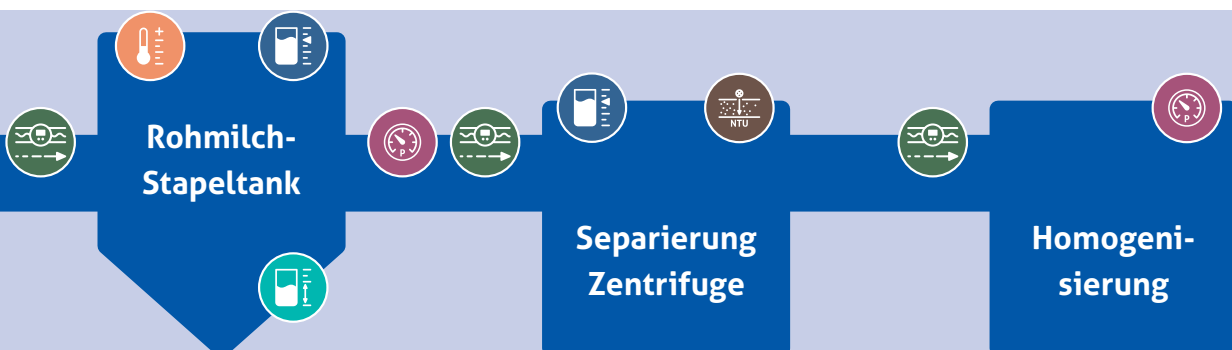 Rohmilch-
Stapeltank
P
NTU
P
Separierung
Zentrifuge
Homogeni-
sierung